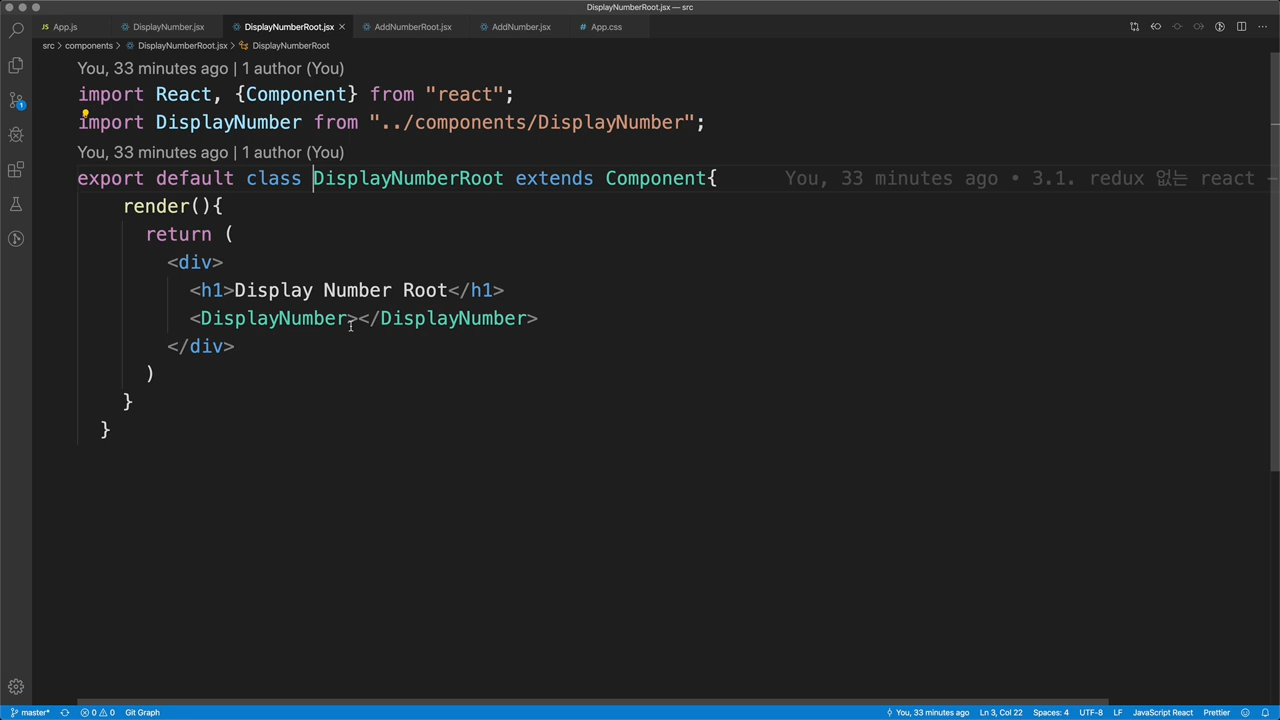 DisplayNumberRoot.jsx — src
App.js DisplayNumber.jsx DisplayNumberRoot.jsx AddNumberRoot.jsx AddNumber.jsx App.css
src > components > DisplayNumberRoot.jsx > DisplayNumberRoot
You, 33 minutes ago | 1 author (You)
import React, {Component} from "react";
import DisplayNumber from "../components/DisplayNumber";
You, 33 minutes ago | 1 author (You)
export default class DisplayNumberRoot extends Component{ You, 33 minutes ago • 3.1. redux 없는 react —
render(){
return (
<div>
<h1>Display Number Root</h1>
<DisplayNumber></DisplayNumber>
</div>
)
}
}
1
master* 0 0 Git Graph You, 33 minutes ago Ln 3, Col 22 Spaces: 4 UTF-8 LF JavaScript React Prettier